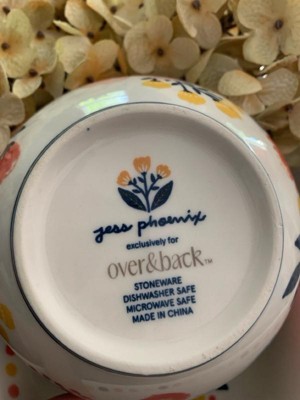 jess phoenix
exclusively for
over&back™
STONEWARE
DISHWASHER SAFE
MICROWAVE SAFE
MADE IN CHINA